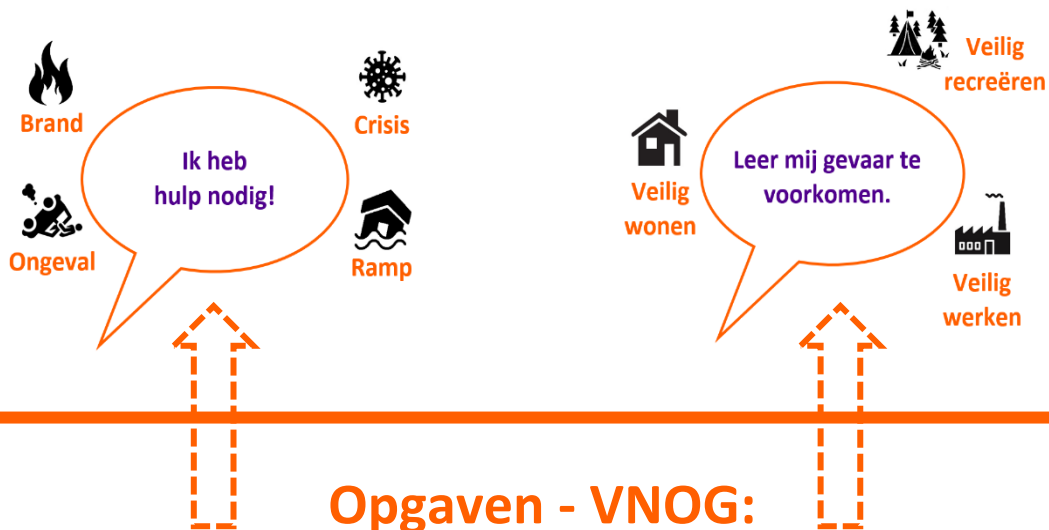 Brand
Crisis
Ik heb
hulp nodig!
Ongeval
Ramp
Veilig
recreëren
Leer mij gevaar te
voorkomen.
Veilig
wonen
Veilig
werken
Opgaven - VNOG: